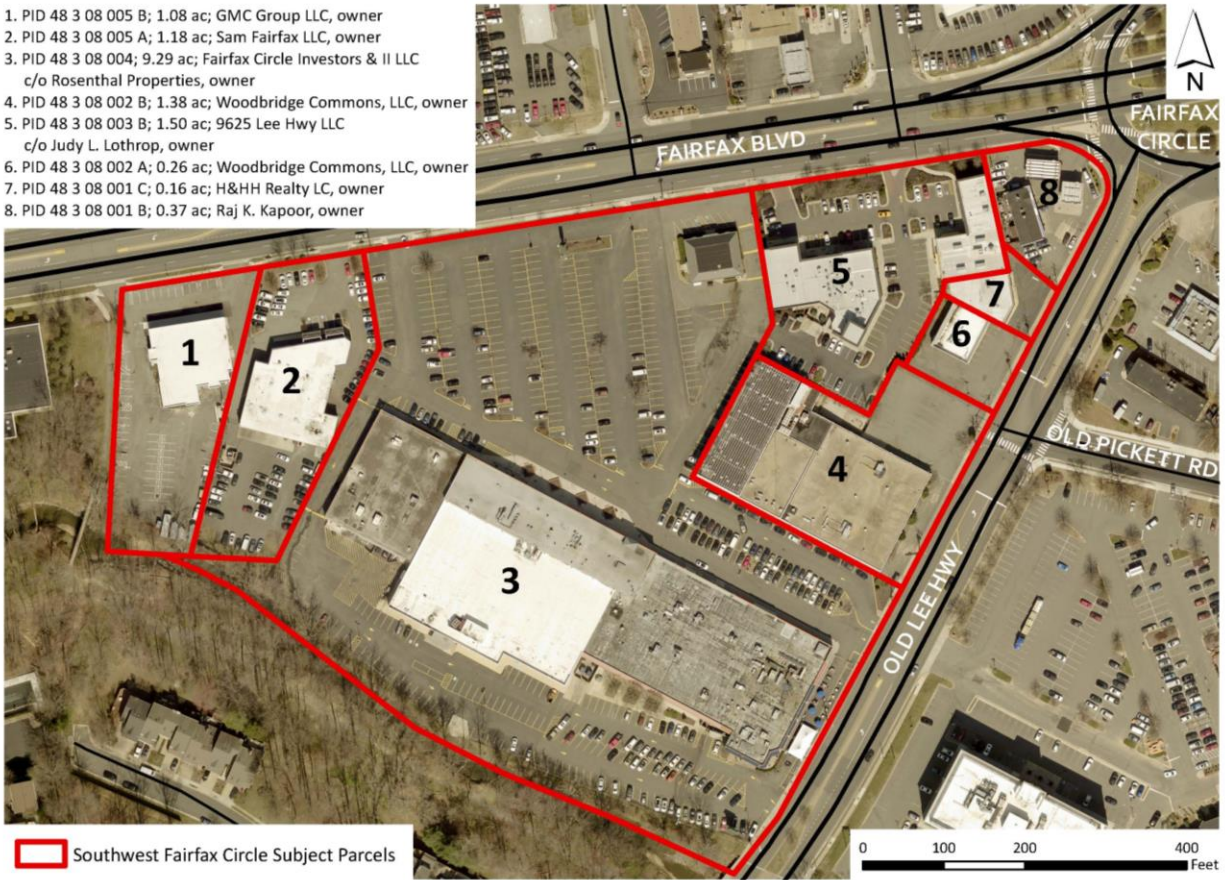 1. PID 48 3 08 005 B; 1.08 ac; GMC Group LLC, owner
2. PID 48 3 08 005 A; 1.18 ac; Sam Fairfax LLC, owner
3. PID 48 3 08 004; 9.29 ac; Fairfax Circle Investors & II LLC
c/o Rosenthal Properties, owner
4. PID 48 3 08 002 B; 1.38 ac; Woodbridge Commons, LLC, owner
5. PID 48 3 08 003 B; 1.50 ac; 9625 Lee Hwy LLC
c/o Judy L. Lothrop, owner
6. PID 48 3 08 002 A; 0.26 ac; Woodbridge Commons, LLC, owner
7. PID 48 3 08 001 C; 0.16 ac; H&HH Realty LC, owner
8. PID 48 3 08 001 B; 0.37 ac; Raj K. Kapoor, owner
N
FAIRFAX
CIRCLE
FAIRFAX BLVD
8
5
7
6
1
2
OLD PICKETT RD
4
3
OLD LEE HWY
Southwest Fairfax Circle Subject Parcels
0 100 200 400
Feet